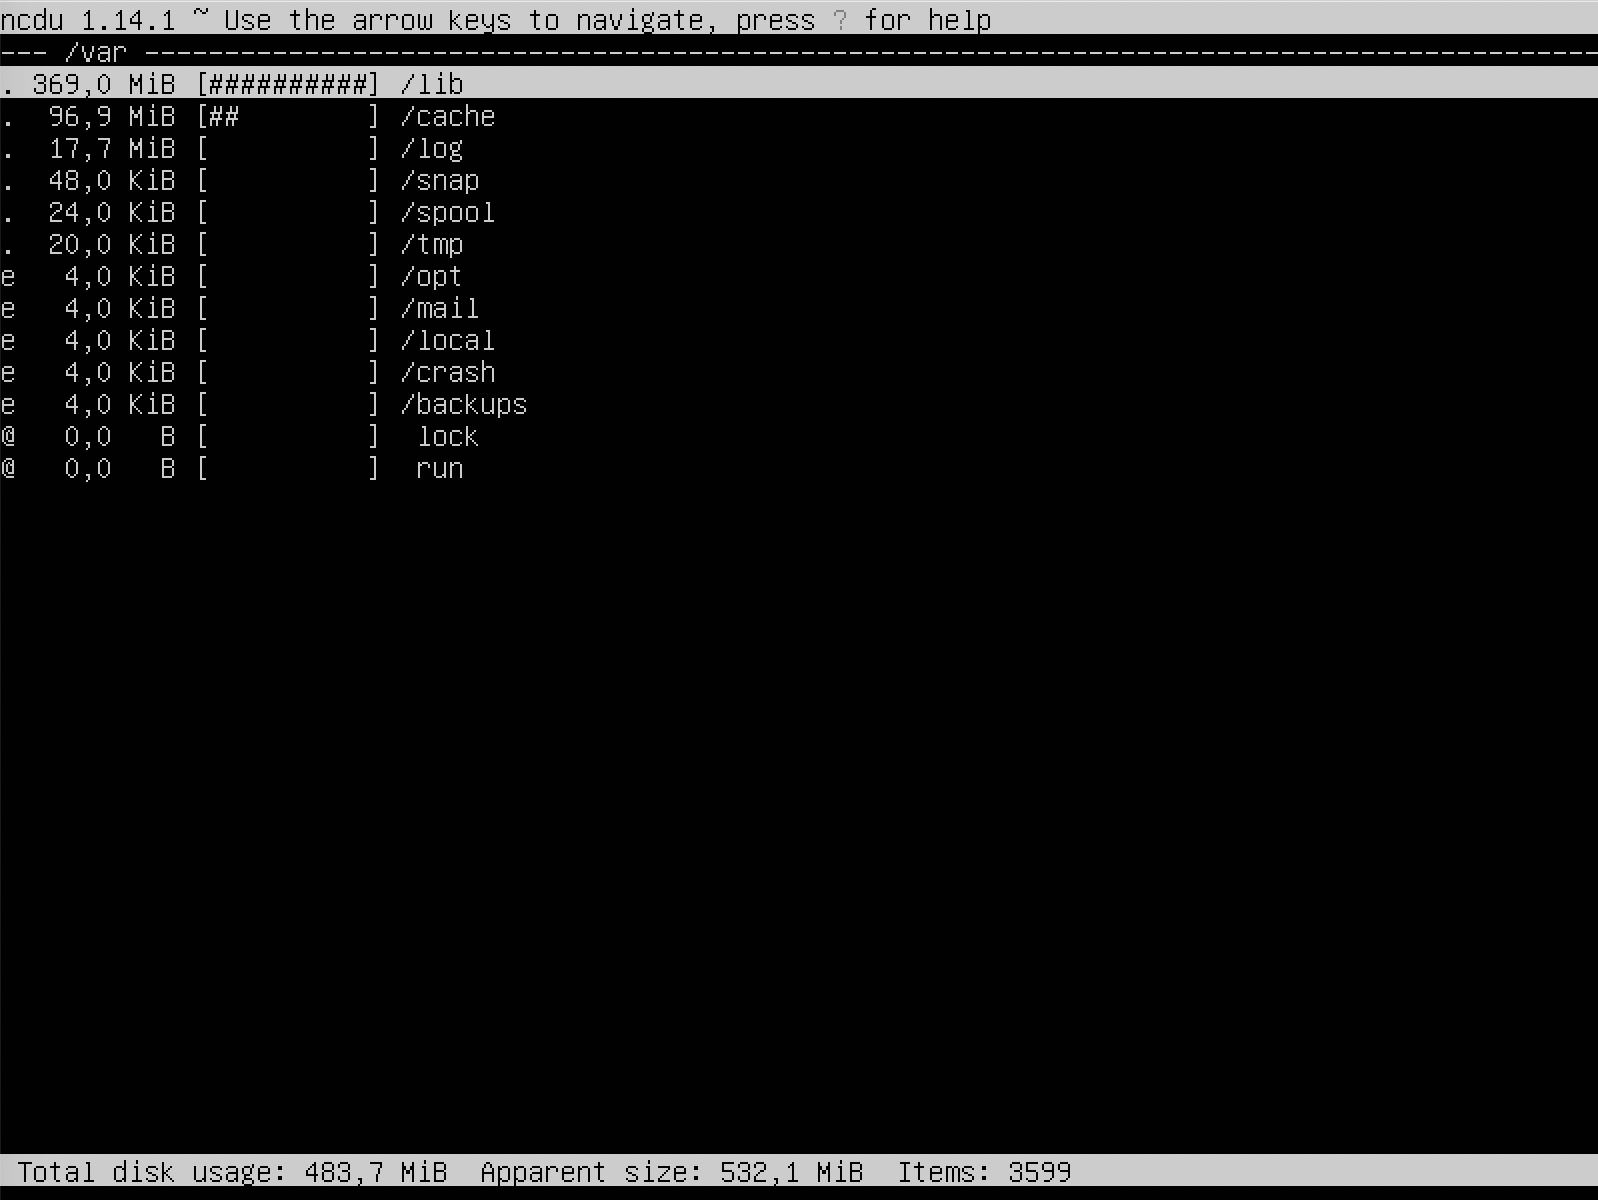 ncdu 1.14.1 ~ Use the arrow keys to navigate, press ? for help
--- /var -------------------------------------------------------------------------------------------
. 369,0 MiB [##########] /lib
.  96,9 MiB [##        ] /cache
.  17,7 MiB [          ] /log
.  48,0 KiB [          ] /snap
.  24,0 KiB [          ] /spool
.  20,0 KiB [          ] /tmp
e   4,0 KiB [          ] /opt
e   4,0 KiB [          ] /mail
e   4,0 KiB [          ] /local
e   4,0 KiB [          ] /crash
e   4,0 KiB [          ] /backups
@   0,0   B [          ]  lock
@   0,0   B [          ]  run
Total disk usage: 483,7 MiB  Apparent size: 532,1 MiB  Items: 3599